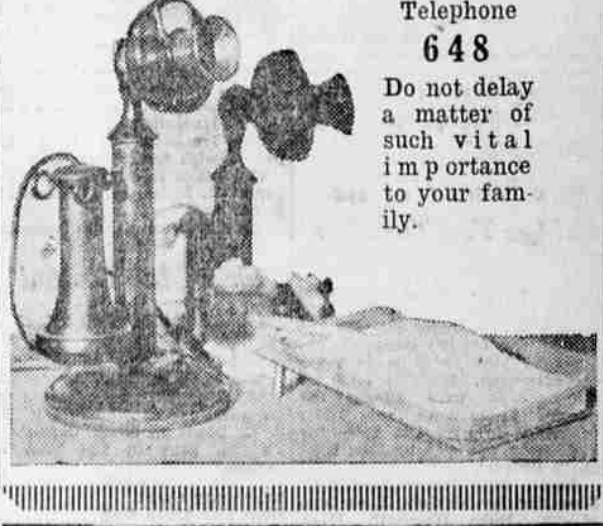 Telephone
648
Do not delay
a matter of
such vital
importance
to your fam-
ily.